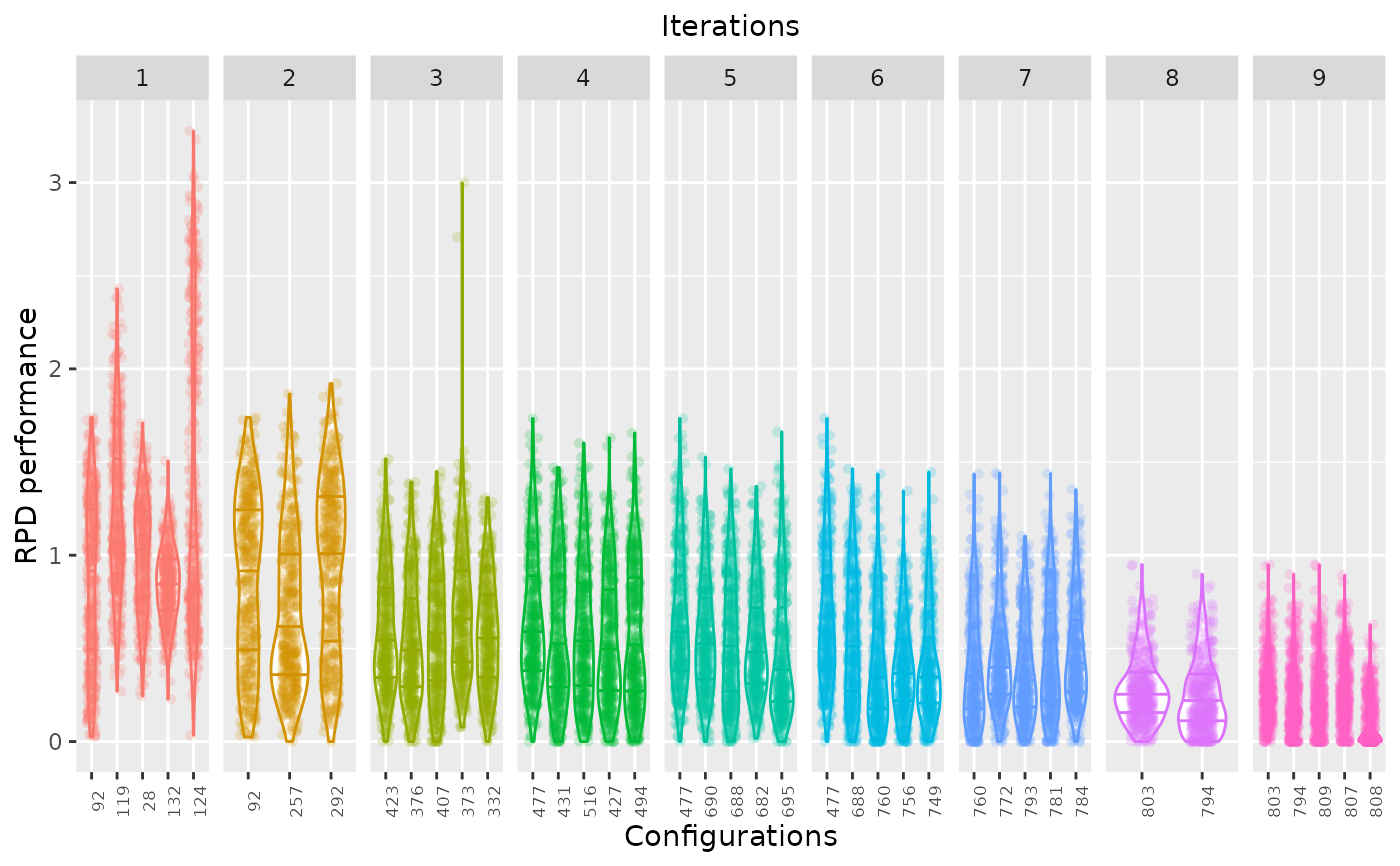 Iterations
1 2 3 4 5 6 7 8 9
RPD performance
3
2
1
0
92 119 28 132 124 92 257 292 423 376 407 373 332 477 431 516 427 494 477 690 688 682 695 477 688 760 756 749 760 772 793 781 784 803 794 803 794 809 807 808
Configurations